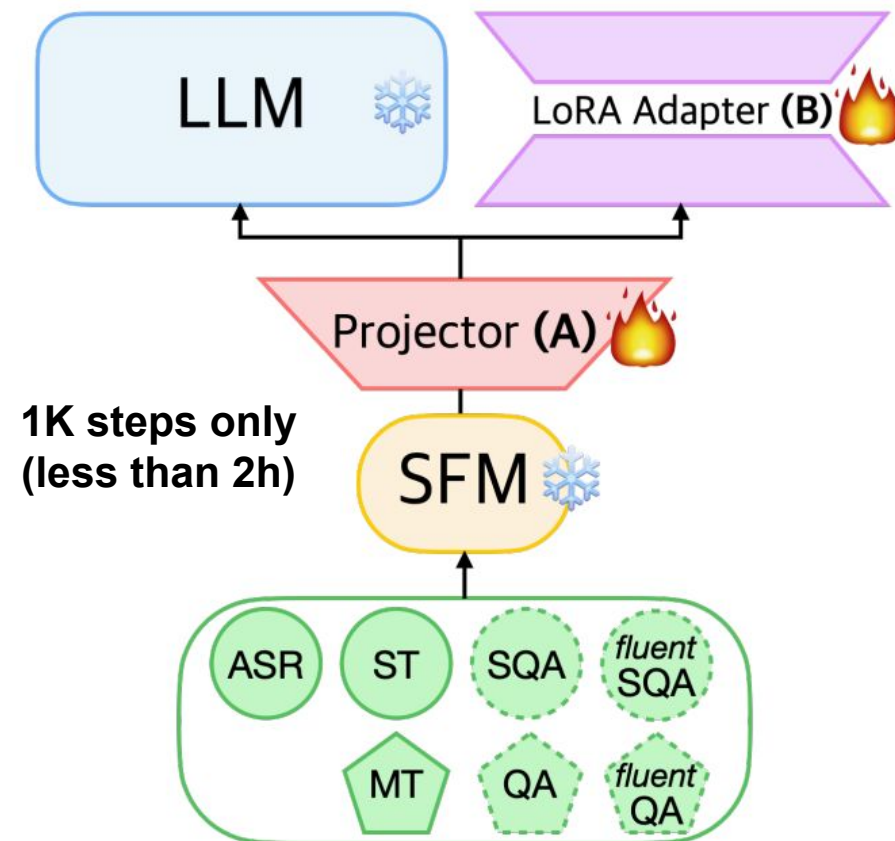 LLM
LoRA Adapter (B)
Projector (A)
1K steps only
(less than 2h)
SFM
ASR
ST
SQA
fluent
SQA
MT
QA
fluent
QA